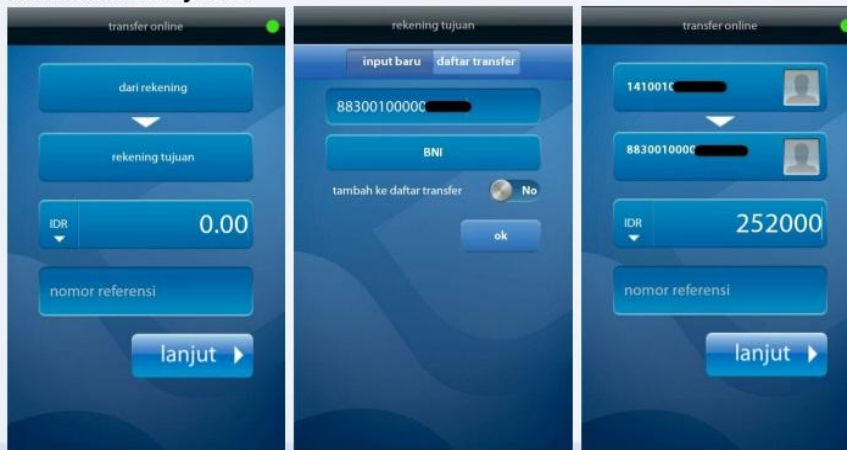 transfer online
dari rekening
rekening tujuan
IDR
0.00
nomor referensi
lanjut
rekening tujuan
input baru daftar transfer
88300100000
BNI
tambah ke daftar transfer No
ok
transfer online
1410010
8830010000
IDR
252000
nomor referensi
lanjut